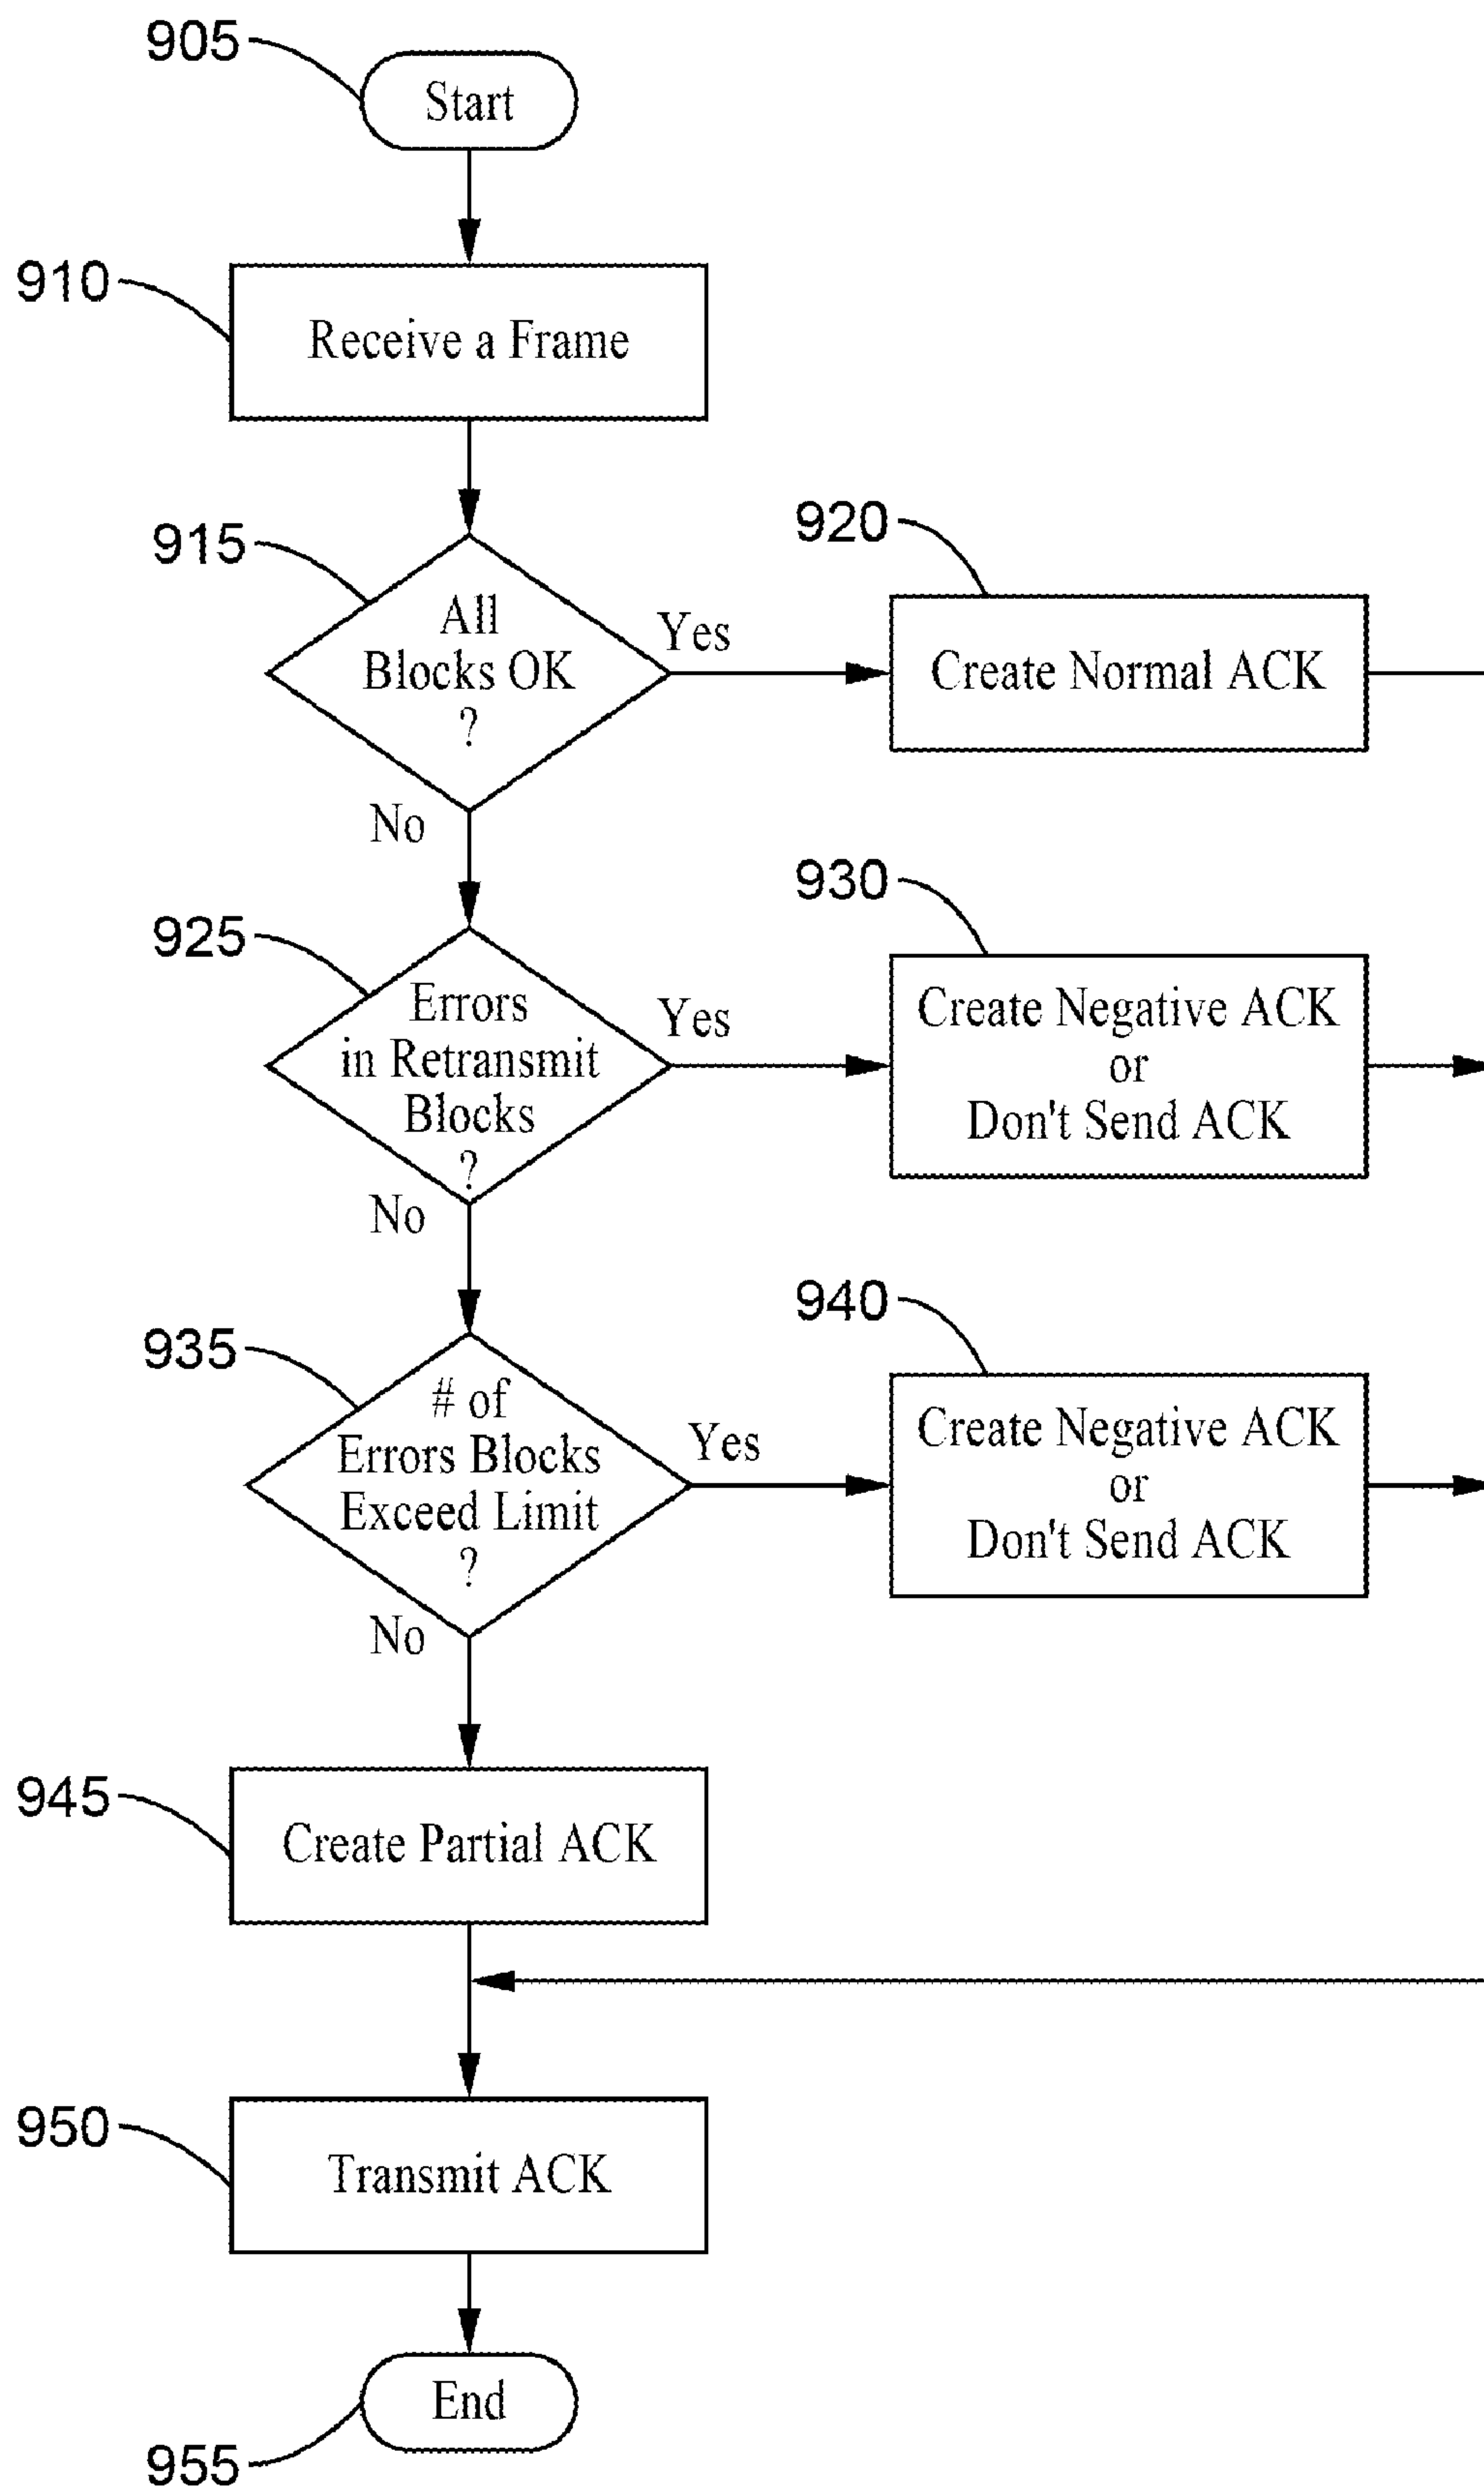 905
Start
910
Receive a Frame
915
All
Blocks OK
?
Yes
No
920
Create Normal ACK
925
Errors
in Retransmit
Blocks
?
Yes
No
930
Create Negative ACK
or
Don't Send ACK
935
# of
Errors Blocks
Exceed Limit
?
Yes
No
940
Create Negative ACK
or
Don't Send ACK
945
Create Partial ACK
950
Transmit ACK
End
955